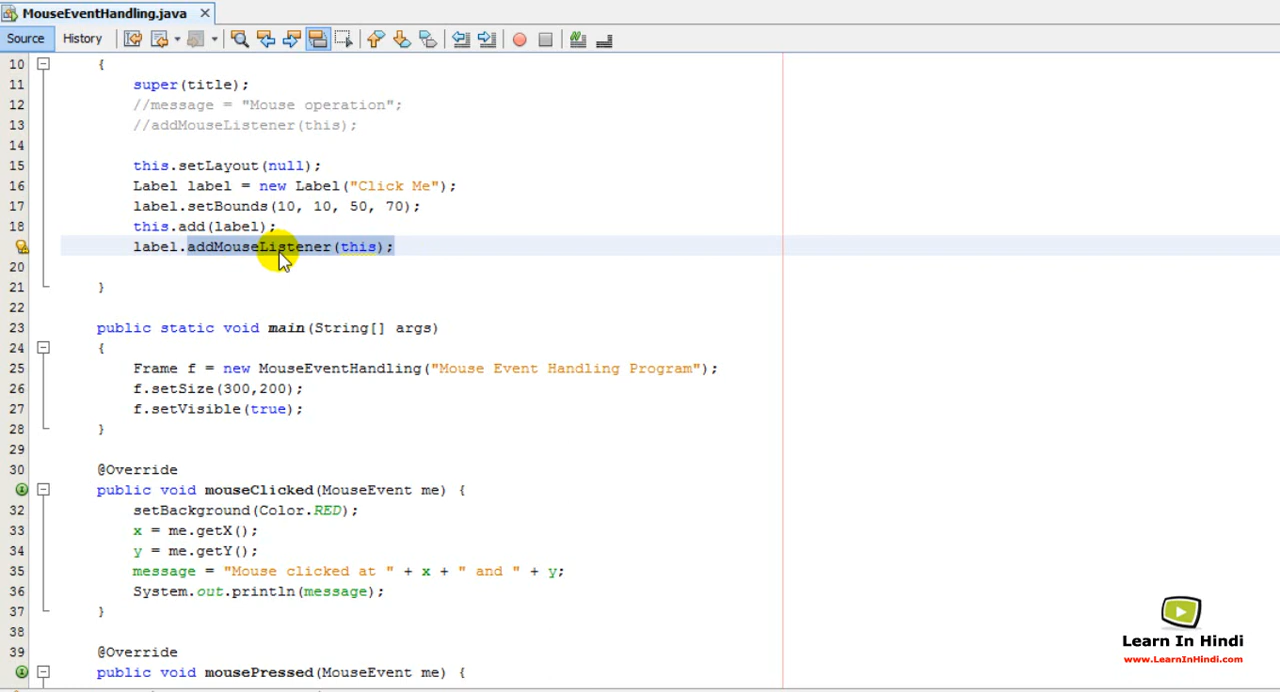 MouseEventHandling.java
Source History
10 {
11 super(title);
12 //message = "Mouse operation";
13 //addMouseListener(this);
14
15 this.setLayout(null);
16 Label label = new Label("Click Me");
17 label.setBounds(10, 10, 50, 70);
18 this.add(label);
label.addMouseListener(this);
20
21 }
22
23 public static void main(String[] args)
24 {
25 Frame f = new MouseEventHandling("Mouse Event Handling Program");
26 f.setSize(300,200);
27 f.setVisible(true);
28 }
29
30 @Override
public void mouseClicked(MouseEvent me) {
32 setBackground(Color.RED);
33 x = me.getX();
34 y = me.getY();
35 message = "Mouse clicked at " + x + " and " + y;
36 System.out.println(message);
37 }
38
39 @Override
public void mousePressed(MouseEvent me) {
Learn In Hindi
www.LearnInHindi.com